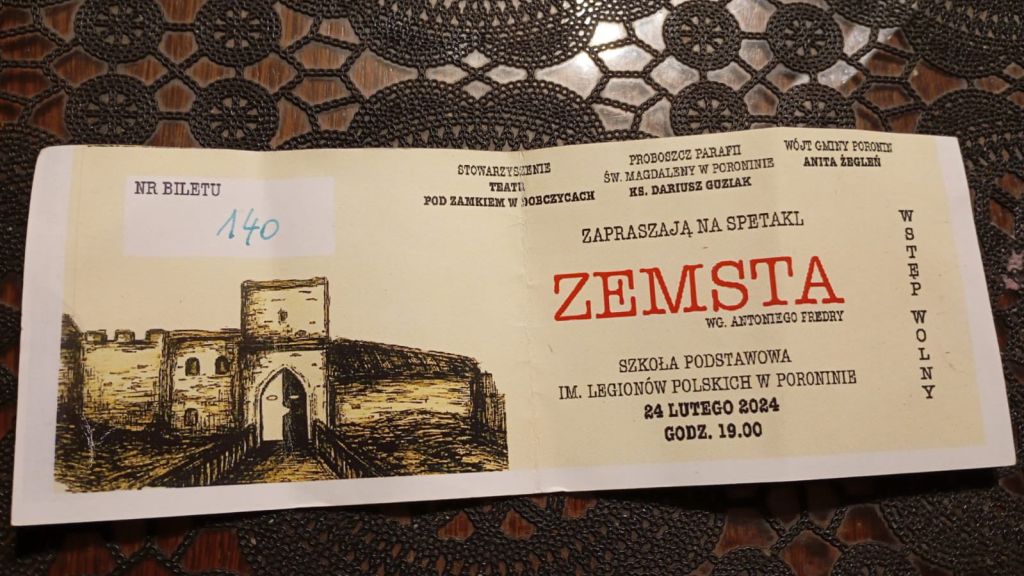 NR BILETU
140
STOWARZYSZENIE
TEATR
POD ZAMKIEM W DOBCZYCACH
PROBOSZCZ PARAFII
ŚW. MAGDALENY W PORONINIE
KS. DARIUSZ GUZIAK
WÓJT GMINY PORONIN
ANITA ŻEGLEŃ
ZAPRASZAJĄ NA SPETAKL
ZEMSTA
WG. ANTONIEGO FREDRY
SZKOŁA PODSTAWOWA
IM. LEGIONÓW POLSKICH W PORONINIE
24 LUTEGO 2024
GODZ. 19.00
WSTĘP WOLNY